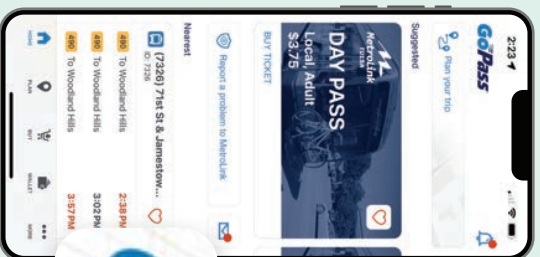 2:23
GoPass
Plan your trip
Suggested
MetroLink
TULSA
DAY PASS
Local, Adult
$3.75
BUY TICKET
Report a problem to MetroLink
Nearest
(7326) 71st St & Jamestow...
ID: 7326
490 To Woodland Hills 2:38 PM
490 To Woodland Hills 3:02 PM
490 To Woodland Hills 3:57 PM
HOME PLAN BUY WALLET MORE